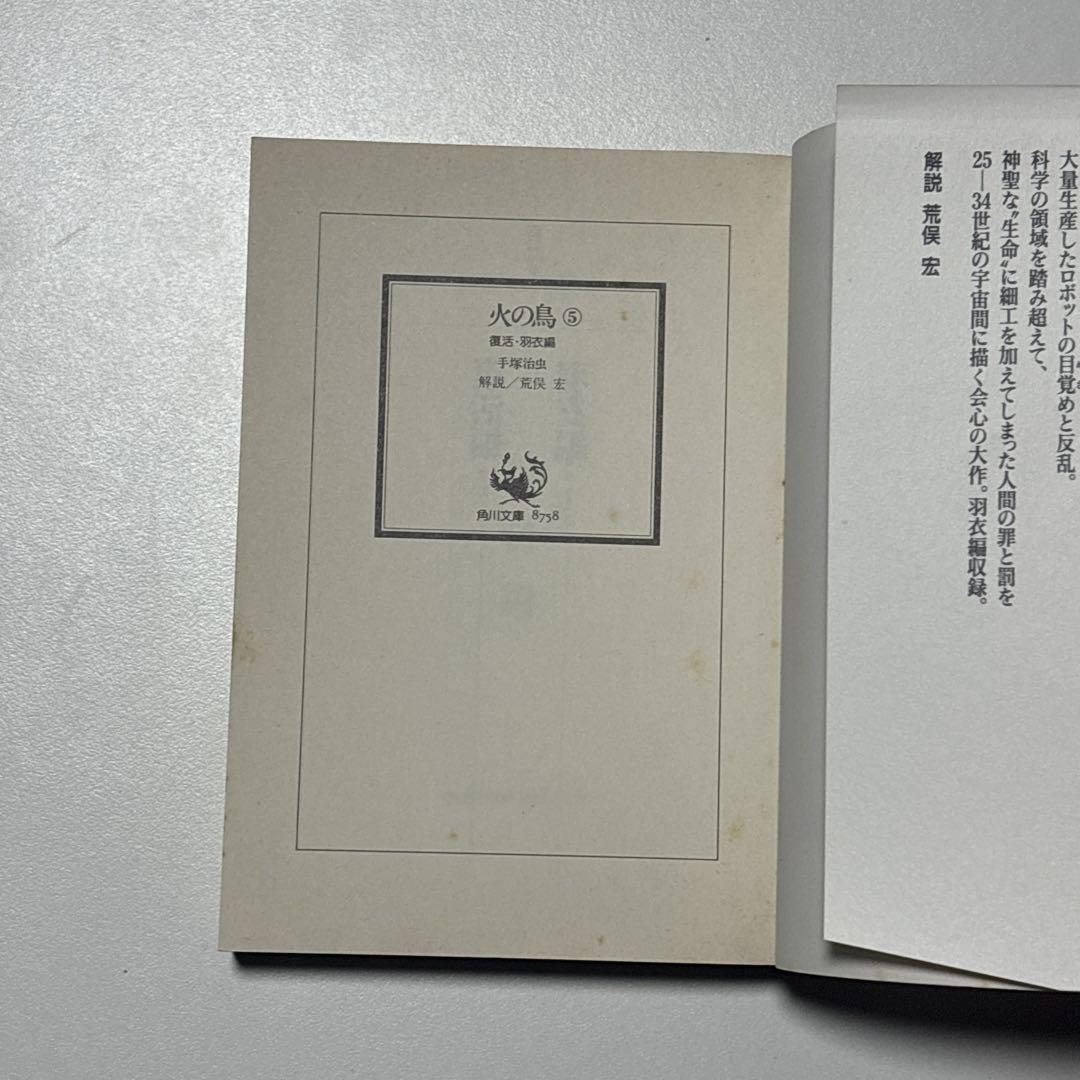 大量生産したロボットの目覚めと反乱。
科学の領域を踏み超えて、
神聖な〝生命〟に細工を加えてしまった人間の罪と罰を
25―34世紀の宇宙間に描く会心の大作。羽衣編収録。
解説 荒俣 宏
火の鳥⑤
復活・羽衣編
手塚治虫
解説／荒俣 宏
角川文庫 8758